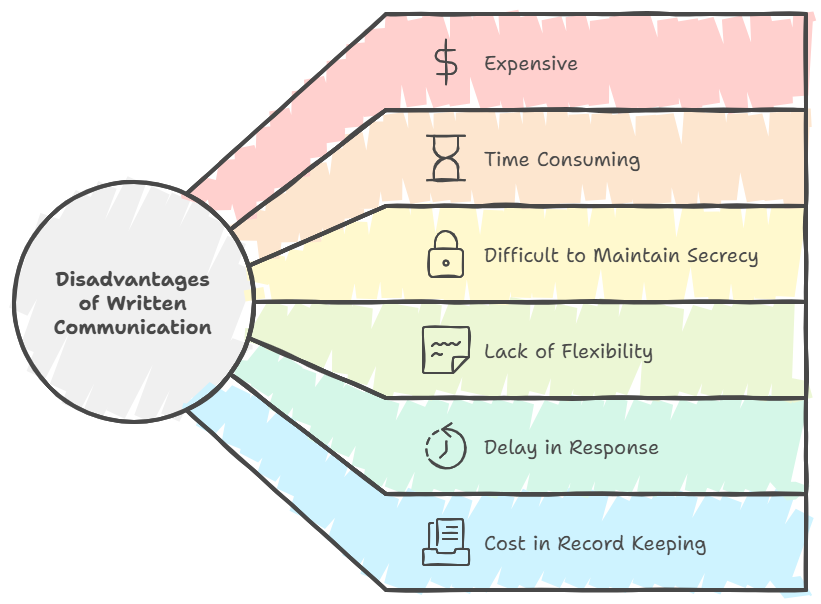 Disadvantages
of Written
Communication
Expensive
Time Consuming
Difficult to Maintain Secrecy
Lack of Flexibility
Delay in Response
Cost in Record Keeping